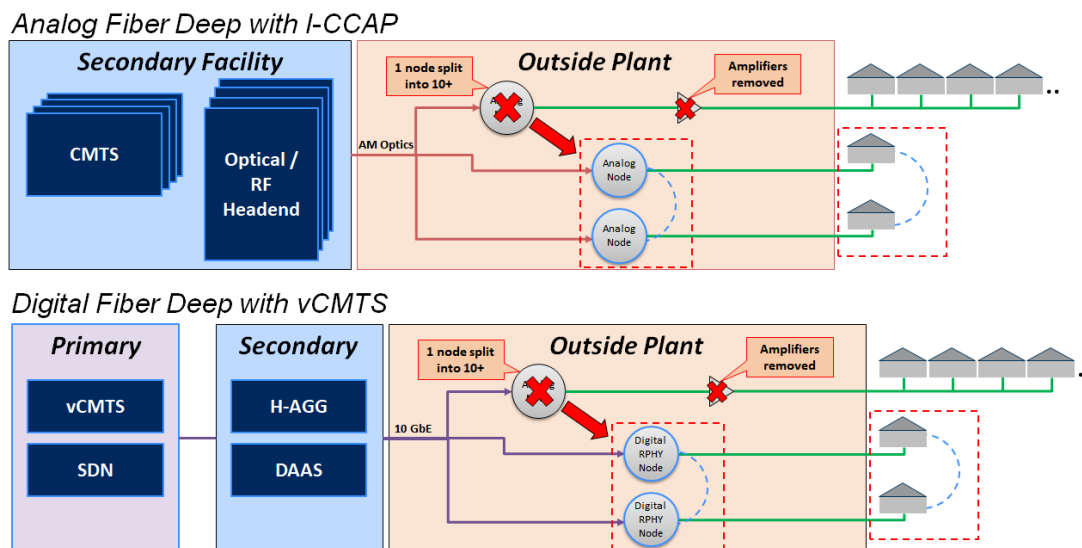 Analog Fiber Deep with I-CCAP
Secondary Facility
CMTS
Optical /
RF
Headend
AM Optics
Outside Plant
1 node split
into 10+
Amplifiers
removed
Analog
Node
Analog
Node
..
Digital Fiber Deep with vCMTS
Primary
vCMTS
SDN
Secondary
H-AGG
DAAS
10 GbE
Outside Plant
1 node split
into 10+
Amplifiers
removed
Digital
RPHY
Node
Digital
RPHY
Node
.